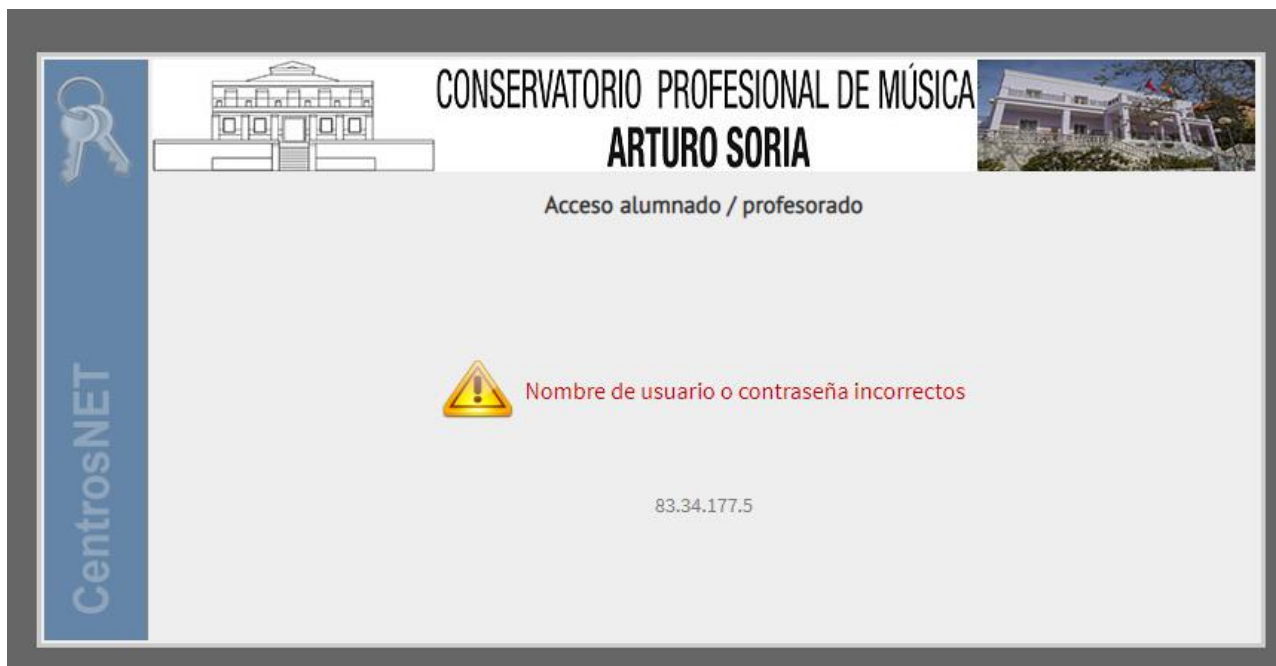 CONSERVATORIO PROFESIONAL DE MÚSICA
ARTURO SORIA
Acceso alumnado / profesorado
Nombre de usuario o contraseña incorrectos
83.34.177.5
CentrosNET